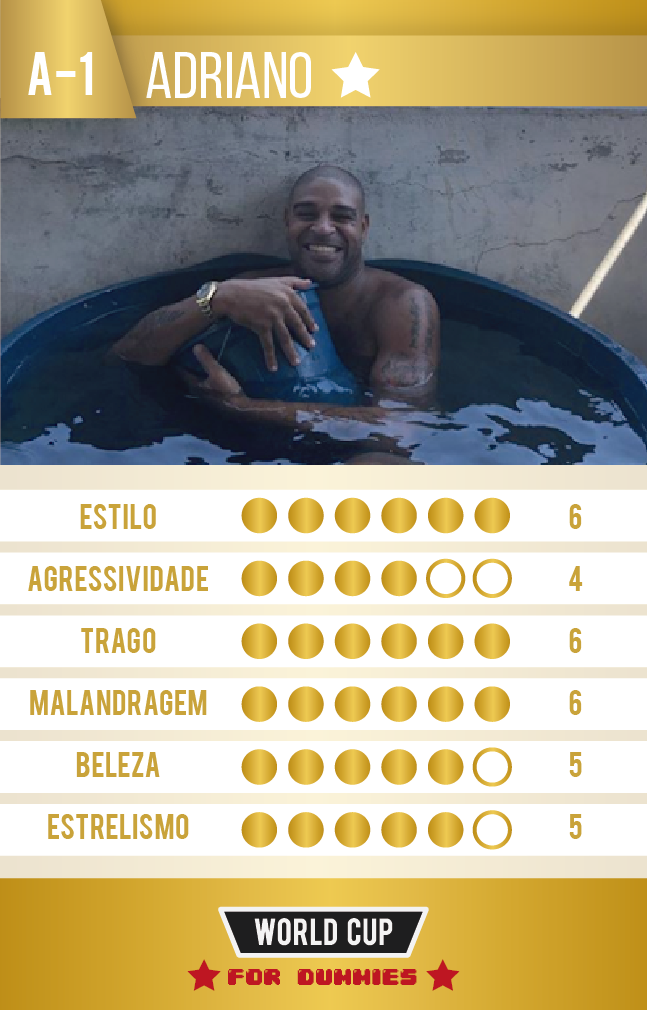 A-1 ADRIANO
ESTILO 6
AGRESSIVIDADE 4
TRAGO 6
MALANDRAGEM 6
BELEZA 5
ESTRELISMO 5
WORLD CUP
FOR DUMMIES